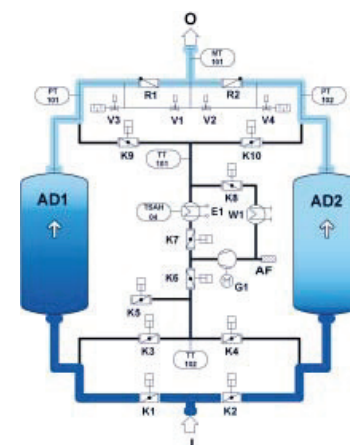 O
MT 101
PT 101
R1
R2
PT 102
V3
V1
V2
V4
K9
TT 101
K10
AD1
AD2
K8
TSAH 04
E1
W1
K7
K6
AF
G1
K5
K3
K4
TT 102
K1
K2
I